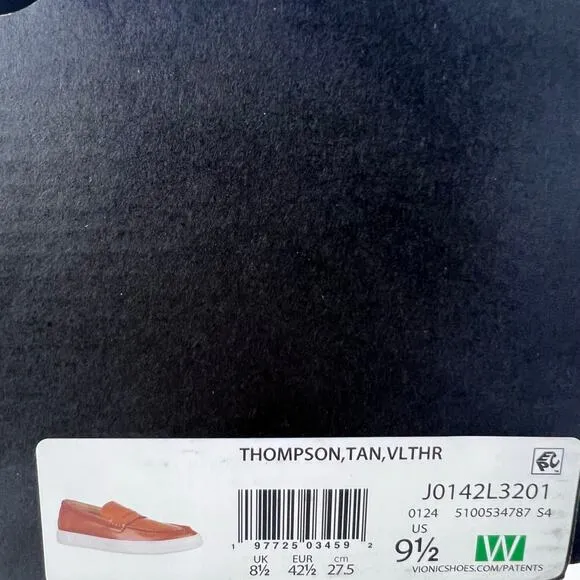 THOMPSON,TAN,VLTHR
J0142L3201
0124 5100534787 S4
1 97725 03459 2
UK EUR cm
8½ 42½ 27.5
US
9½
W
VIONICSHOES.COM/PATENTS